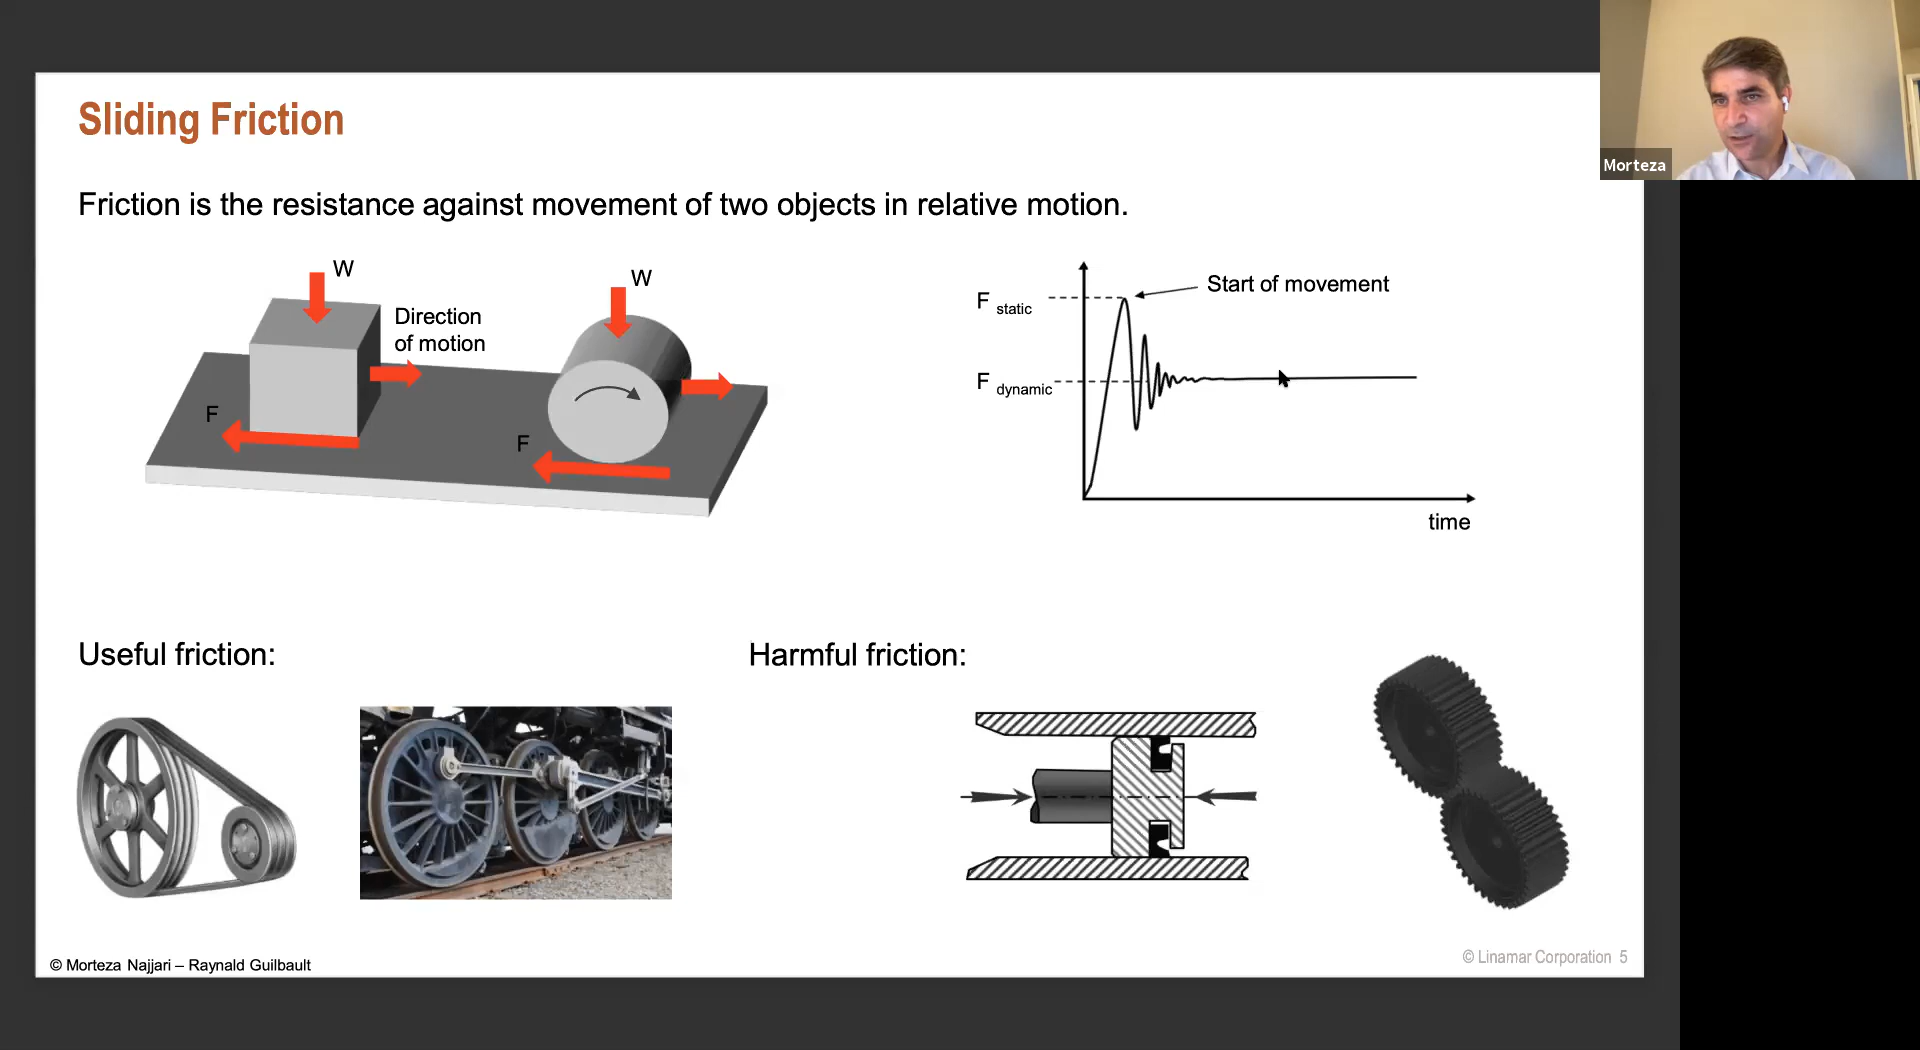 Morteza
Sliding Friction
Friction is the resistance against movement of two objects in relative motion.
W
Direction
of motion
F
W
F
F static
Start of movement
F dynamic
time
Useful friction:
Harmful friction:
© Morteza Najjari – Raynald Guilbault
© Linamar Corporation 5